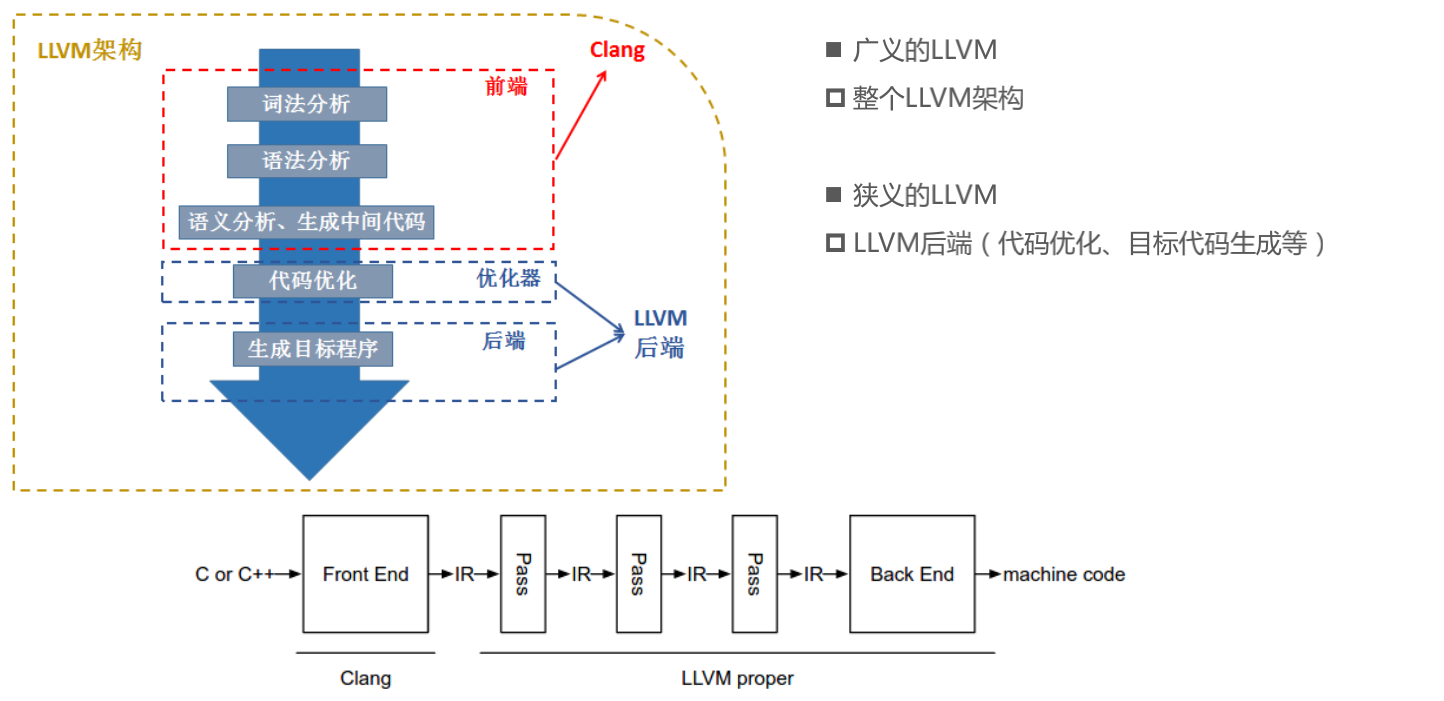 LLVM架构
Clang
前端
词法分析
语法分析
语义分析、生成中间代码
代码优化
优化器
生成目标程序
后端
LLVM
后端
■ 广义的LLVM
整个LLVM架构
■ 狭义的LLVM
LLVM后端（代码优化、目标代码生成等）
C or C++ Front End IR Pass IR Pass IR Pass IR Back End machine code
Clang LLVM proper